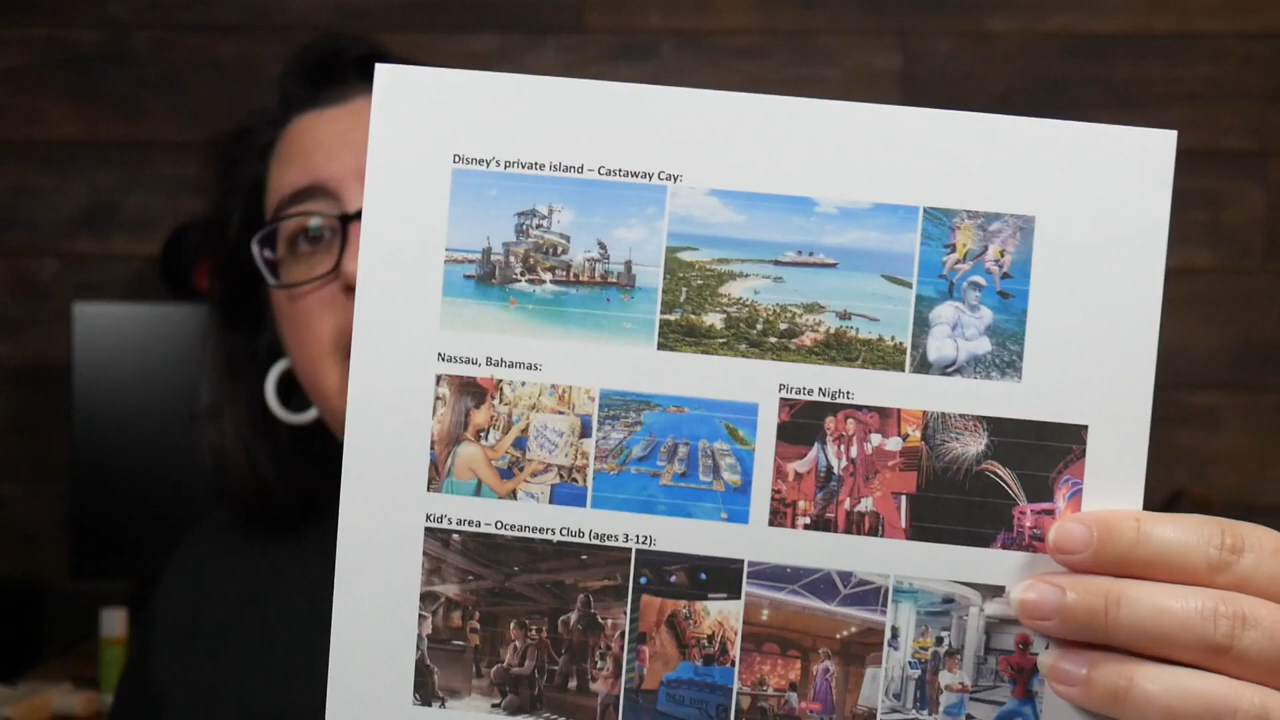 Disney's private island – Castaway Cay:
Nassau, Bahamas:
Pirate Night:
Kid's area – Oceaneers Club (ages 3-12):